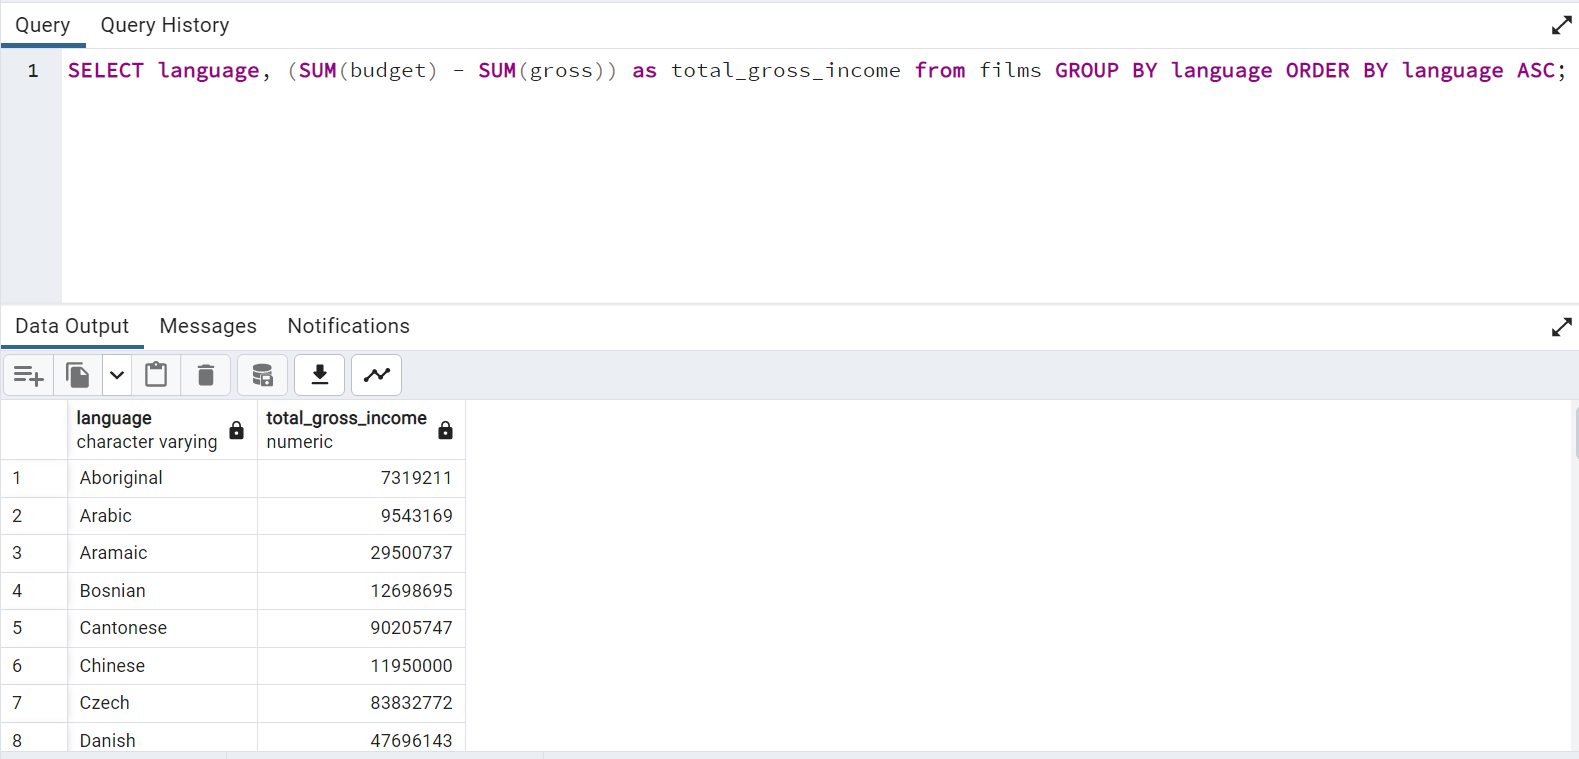 Query Query History
1 SELECT language, (SUM(budget) - SUM(gross)) as total_gross_income from films GROUP BY language ORDER BY language ASC;
Data Output Messages Notifications
language total_gross_income
character varying numeric
1 Aboriginal 7319211
2 Arabic 9543169
3 Aramaic 29500737
4 Bosnian 12698695
5 Cantonese 90205747
6 Chinese 11950000
7 Czech 83832772
8 Danish 47696143